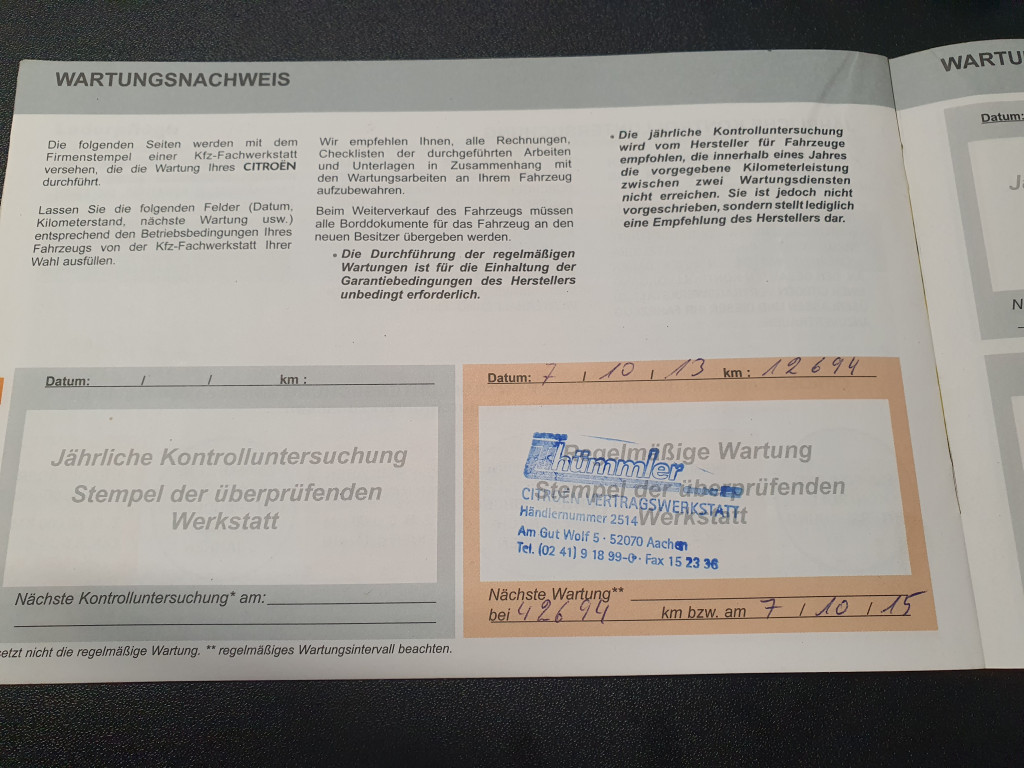 WARTUNGSNACHWEIS
Die folgenden Seiten werden mit dem
Firmenstempel einer Kfz-Fachwerkstatt
versehen, die die Wartung Ihres CITROËN
durchführt.
Lassen Sie die folgenden Felder (Datum,
Kilometerstand, nächste Wartung usw.)
entsprechend den Betriebsbedingungen Ihres
Fahrzeugs von der Kfz-Fachwerkstatt Ihrer
Wahl ausfüllen.
Wir empfehlen Ihnen, alle Rechnungen,
Checklisten der durchgeführten Arbeiten
und Unterlagen in Zusammenhang mit
den Wartungsarbeiten an Ihrem Fahrzeug
aufzubewahren.
Beim Weiterverkauf des Fahrzeugs müssen
alle Borddokumente für das Fahrzeug an den
neuen Besitzer übergeben werden.
• Die Durchführung der regelmäßigen
Wartungen ist für die Einhaltung der
Garantiebedingungen des Herstellers
unbedingt erforderlich.
• Die jährliche Kontrolluntersuchung
wird vom Hersteller für Fahrzeuge
empfohlen, die innerhalb eines Jahres
die vorgegebene Kilometerleistung
zwischen zwei Wartungsdiensten
nicht erreichen. Sie ist jedoch nicht
vorgeschrieben, sondern stellt lediglich
eine Empfehlung des Herstellers dar.
Datum: / / km :
Jährliche Kontrolluntersuchung
Stempel der überprüfenden
Werkstatt
Nächste Kontrolluntersuchung* am:
Datum: 7 / 10 / 13 km : 12694
Regelmäßige Wartung
Stempel der überprüfenden
Werkstatt
Thümmler
CITROËN VERTRAGSWERKSTATT
Händlernummer 2514
Am Gut Wolf 5 · 52070 Aachen
Tel. (02 41) 9 18 99-0 · Fax 15 23 36
Nächste Wartung**
bei 42694 km bzw. am 7 / 10 / 15
setzt nicht die regelmäßige Wartung. ** regelmäßiges Wartungsintervall beachten.
WARTU
Datum:
Jä
N